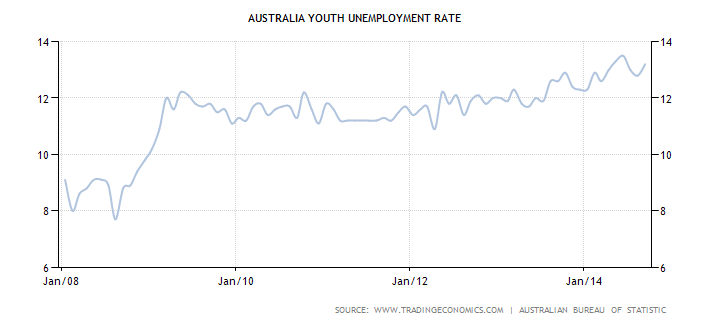 AUSTRALIA YOUTH UNEMPLOYMENT RATE
14 14
12 12
10 10
8 8
6 6
Jan/08 Jan/10 Jan/12 Jan/14
SOURCE: WWW.TRADINGECONOMICS.COM | AUSTRALIAN BUREAU OF STATISTIC